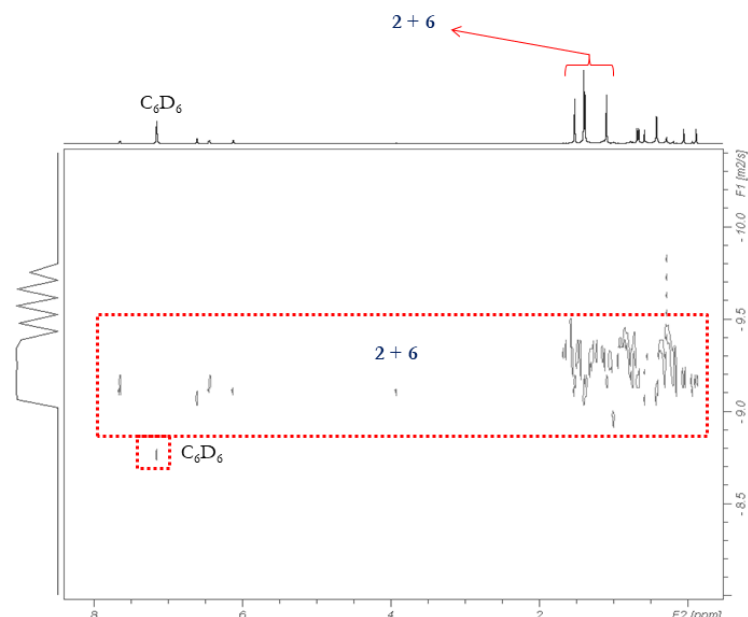 2 + 6
C₆D₆
F1 [m2/s]
- 10.0
- 9.5
2 + 6
- 9.0
C₆D₆
- 8.5
8
6
4
2
F2 [ppm]